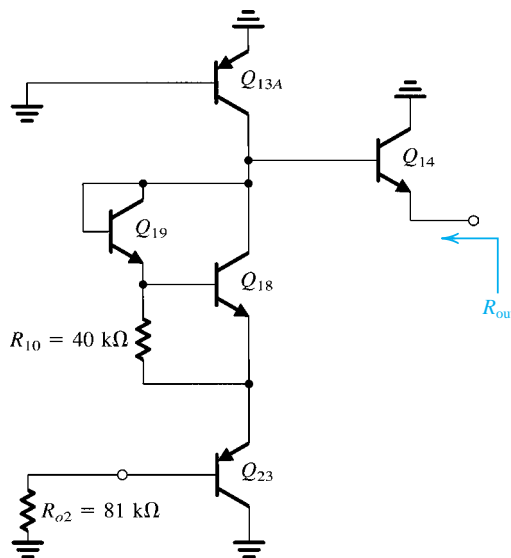 Q13A
Q14
Q19
Q18
R10 = 40 kΩ
Rou
Q23
Ro2 = 81 kΩ